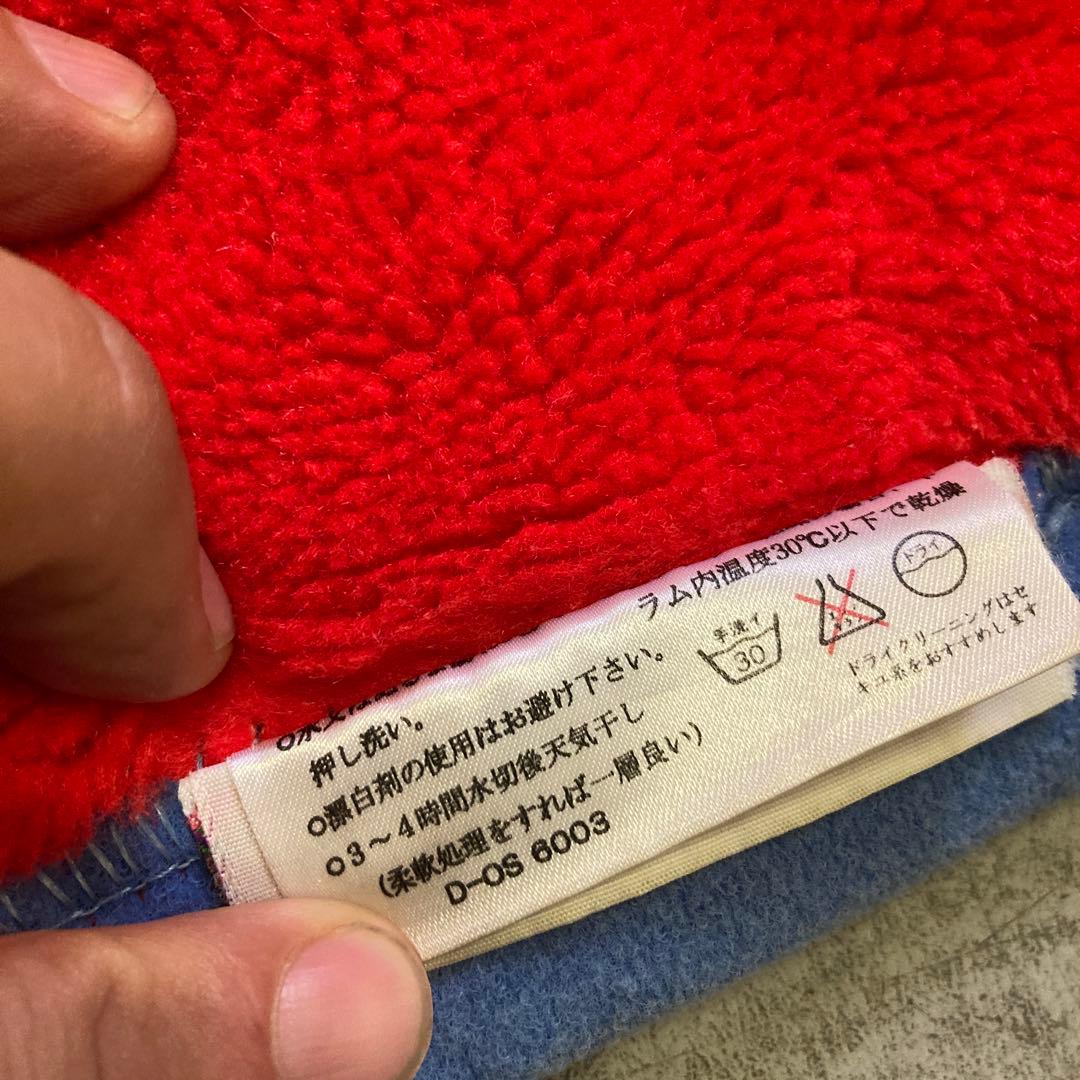 ラム内温度30℃以下で乾燥
押し洗い。
○漂白剤の使用はお避け下さい。
○3～4時間水切後天気干し
(柔軟処理をすれば一層良い)
D-OS 6003
手洗イ
30
ドライ
ドライクリーニングはセ
キユ系をおすすめします